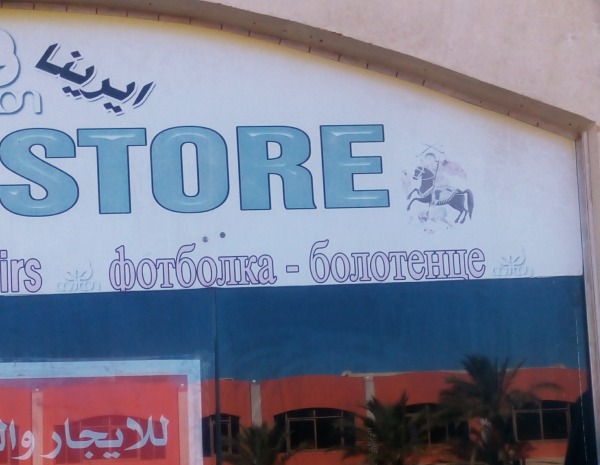 ايرينا
STORE
irs
фотболка - болотенце
للايجار وال